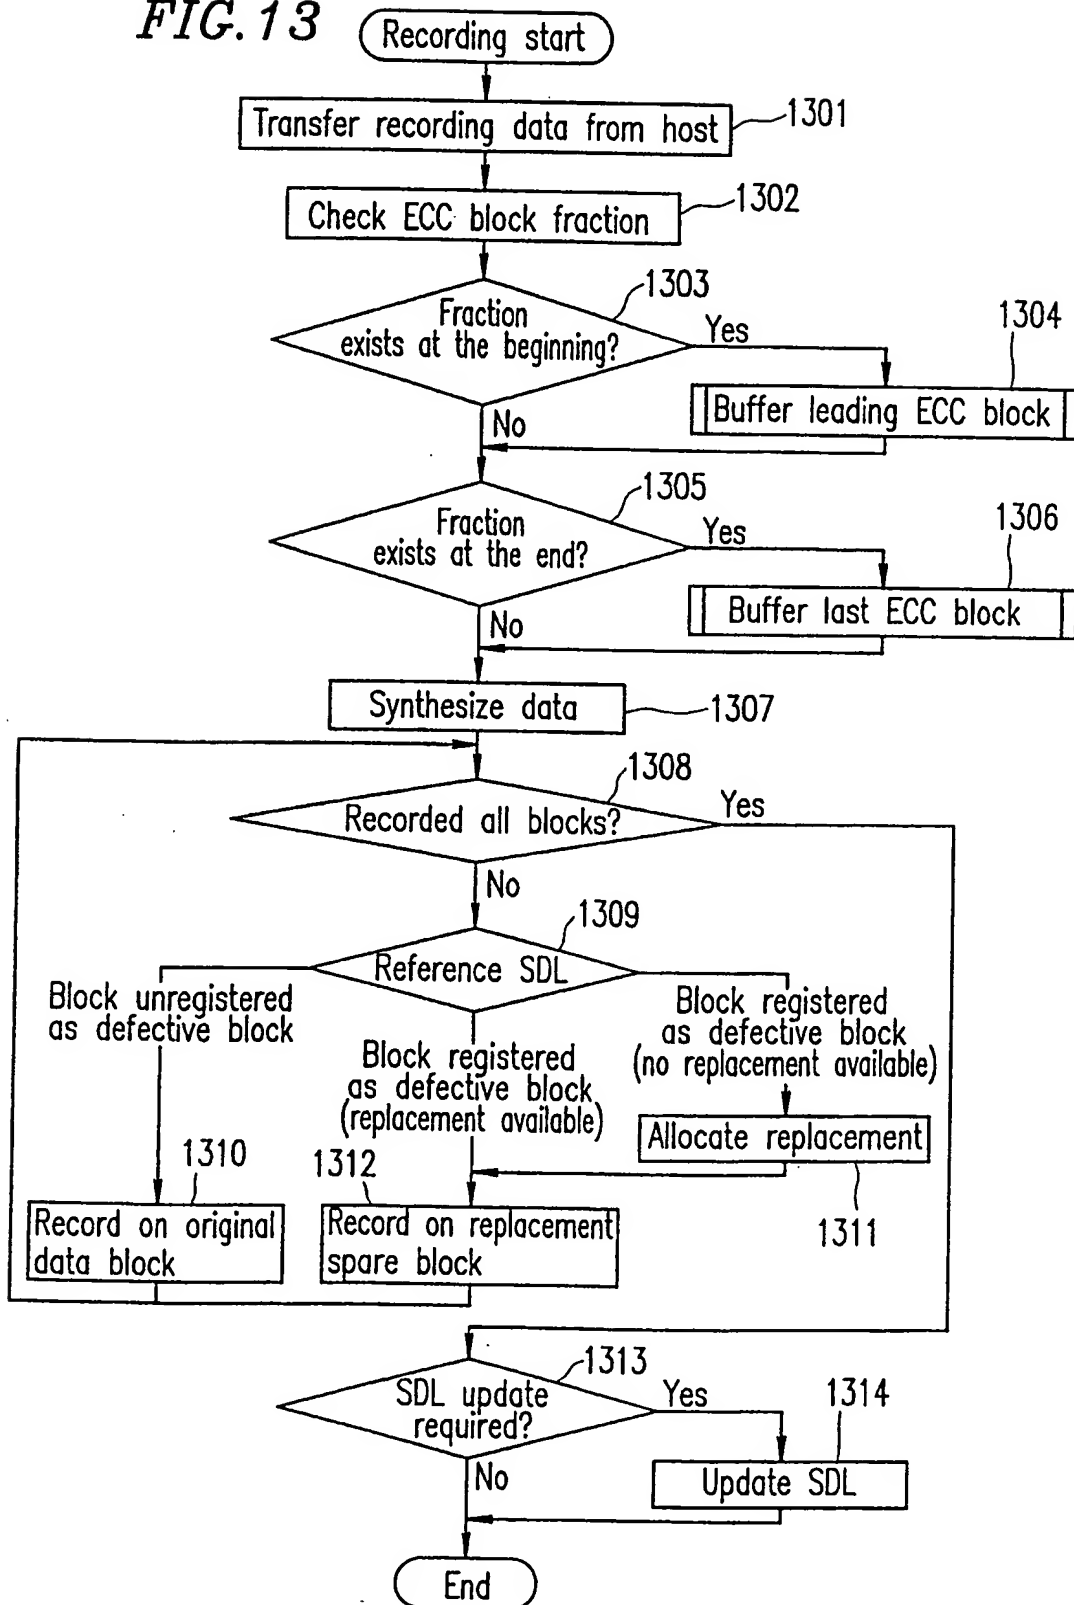 FIG. 13
Recording start
Transfer recording data from host
1301
Check ECC block fraction
1302
Fraction
exists at the beginning?
1303
Yes
1304
Buffer leading ECC block
No
Fraction
exists at the end?
1305
Yes
1306
Buffer last ECC block
No
Synthesize data
1307
Recorded all blocks?
1308
Yes
No
Reference SDL
1309
Block unregistered
as defective block
Block registered
as defective block
(replacement available)
Block registered
as defective block
(no replacement available)
Allocate replacement
1311
1310
Record on original
data block
1312
Record on replacement
spare block
SDL update
required?
1313
Yes
1314
Update SDL
No
End